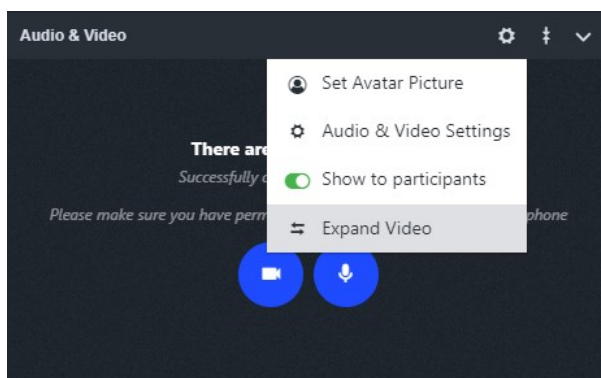 Audio & Video
Set Avatar Picture
Audio & Video Settings
There are
Successfully
Show to participants
Please make sure you have perm
phone
Expand Video